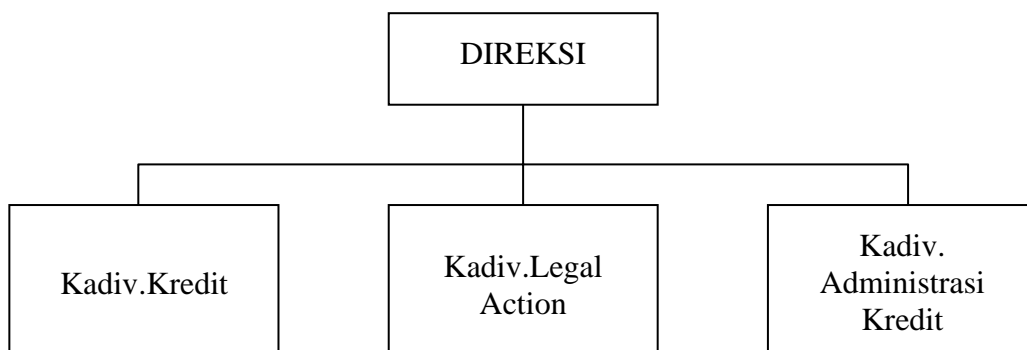 DIREKSI
Kadiv.Kredit
Kadiv.Legal
Action
Kadiv.
Administrasi
Kredit